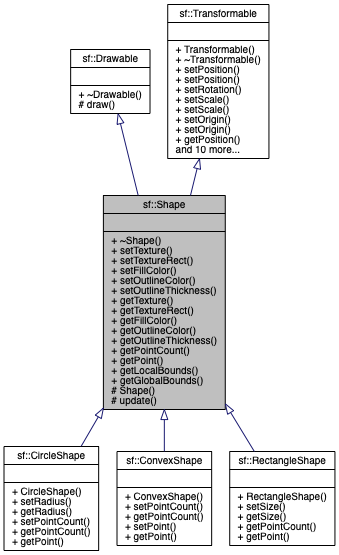 sf::Drawable
+ ~Drawable()
# draw()
sf::Transformable
+ Transformable()
+ ~Transformable()
+ setPosition()
+ setPosition()
+ setRotation()
+ setScale()
+ setScale()
+ setOrigin()
+ setOrigin()
+ getPosition()
and 10 more...
sf::Shape
+ ~Shape()
+ setTexture()
+ setTextureRect()
+ setFillColor()
+ setOutlineColor()
+ setOutlineThickness()
+ getTexture()
+ getTextureRect()
+ getFillColor()
+ getOutlineColor()
+ getOutlineThickness()
+ getPointCount()
+ getPoint()
+ getLocalBounds()
+ getGlobalBounds()
# Shape()
# update()
sf::CircleShape
+ CircleShape()
+ setRadius()
+ getRadius()
+ setPointCount()
+ getPointCount()
+ getPoint()
sf::ConvexShape
+ ConvexShape()
+ setPointCount()
+ getPointCount()
+ setPoint()
+ getPoint()
sf::RectangleShape
+ RectangleShape()
+ setSize()
+ getSize()
+ getPointCount()
+ getPoint()